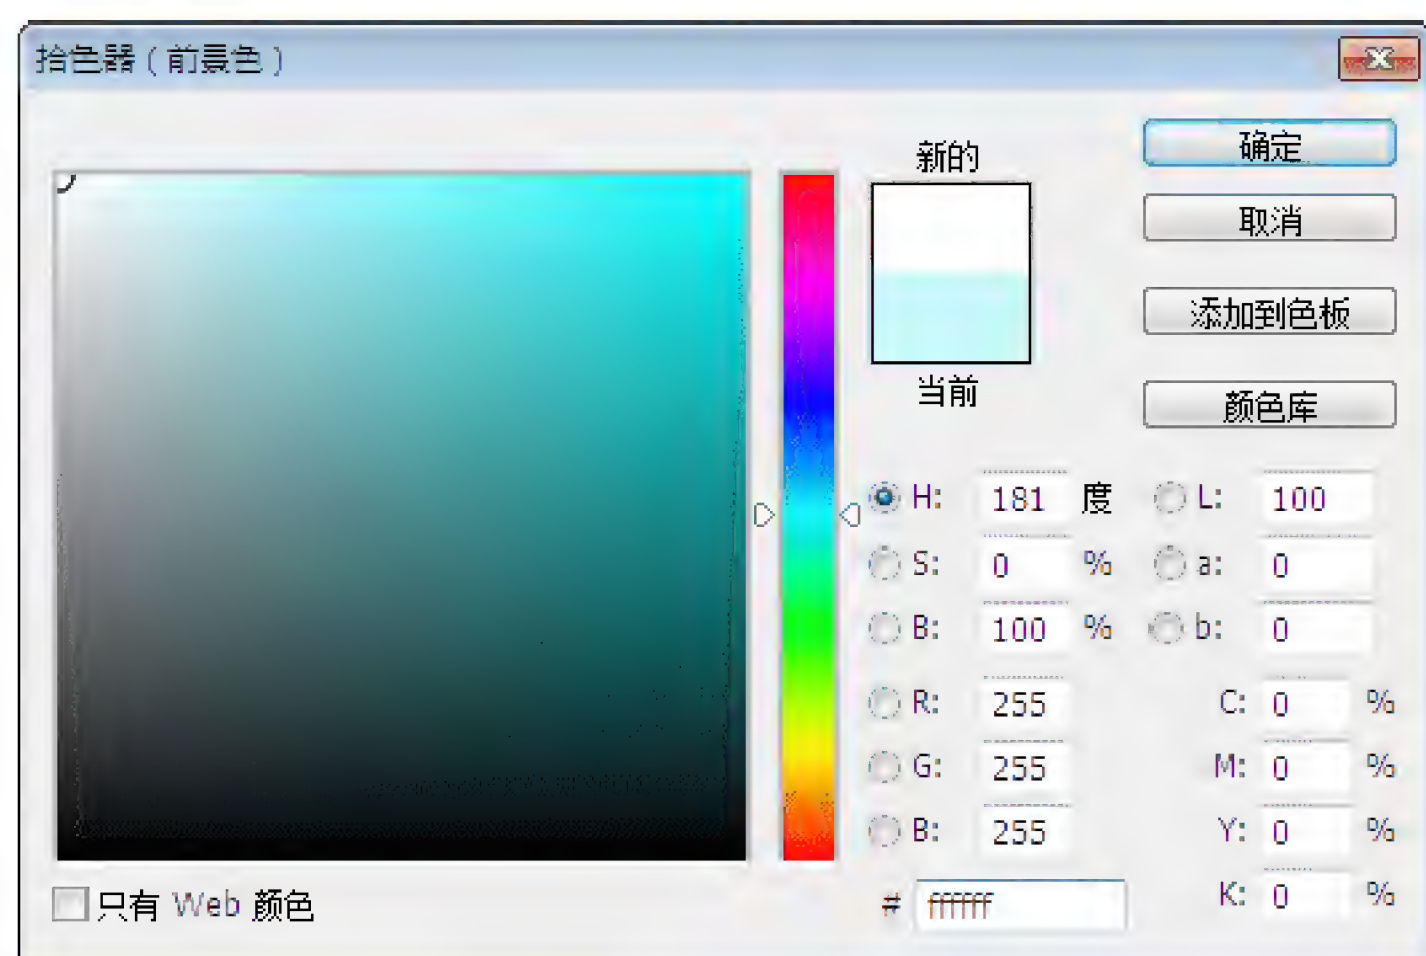 拾色器（前景色）
新的
确定
取消
添加到色板
当前
颜色库
H: 181 度 L: 100
S: 0 % a: 0
B: 100 % b: 0
R: 255 C: 0 %
G: 255 M: 0 %
B: 255 Y: 0 %
# ffffff K: 0 %
只有 Web 颜色